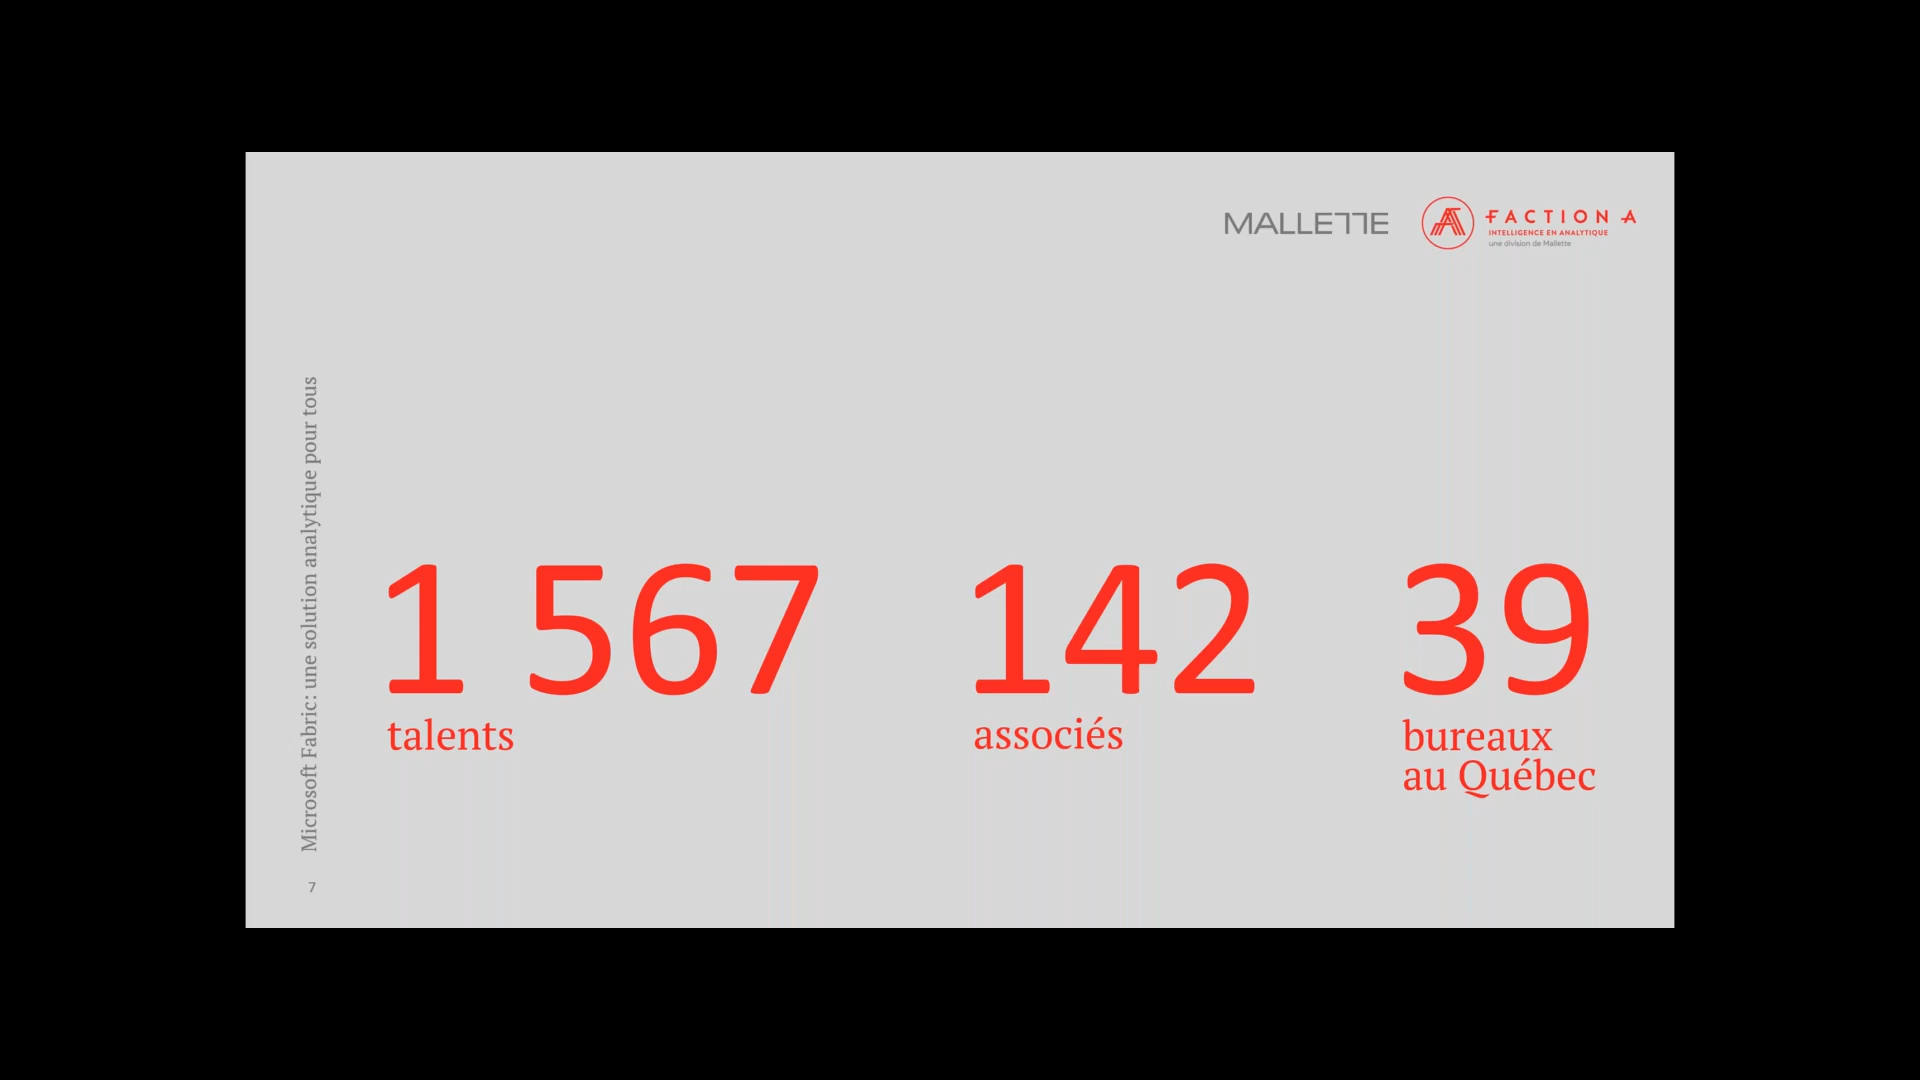 MALLETTE
FACTION A
INTELLIGENCE EN ANALYTIQUE
une division de Mallette
Microsoft Fabric : une solution analytique pour tous
1 567
talents
142
associés
39
bureaux
au Québec
7